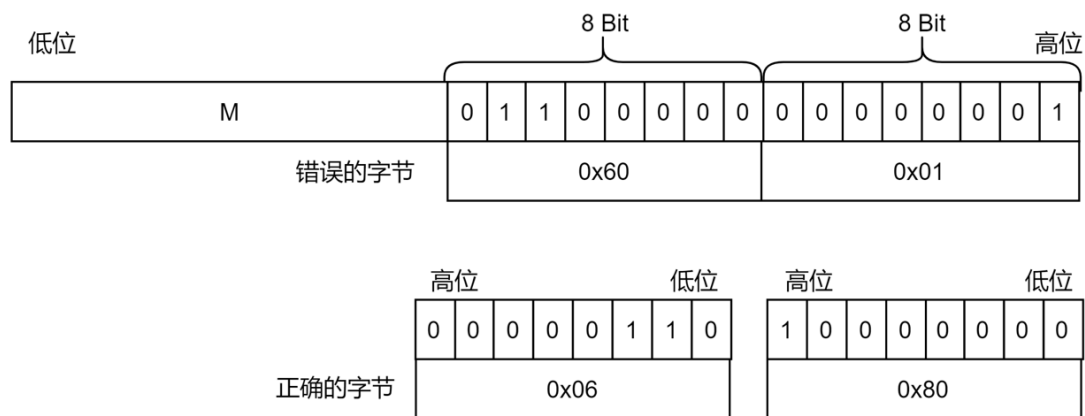 8 Bit 8 Bit
低位 高位
M 0 1 1 0 0 0 0 0 0 0 0 0 0 0 0 1
错误的字节 0x60 0x01
高位 低位 高位 低位
0 0 0 0 0 1 1 0 1 0 0 0 0 0 0 0
正确的字节 0x06 0x80